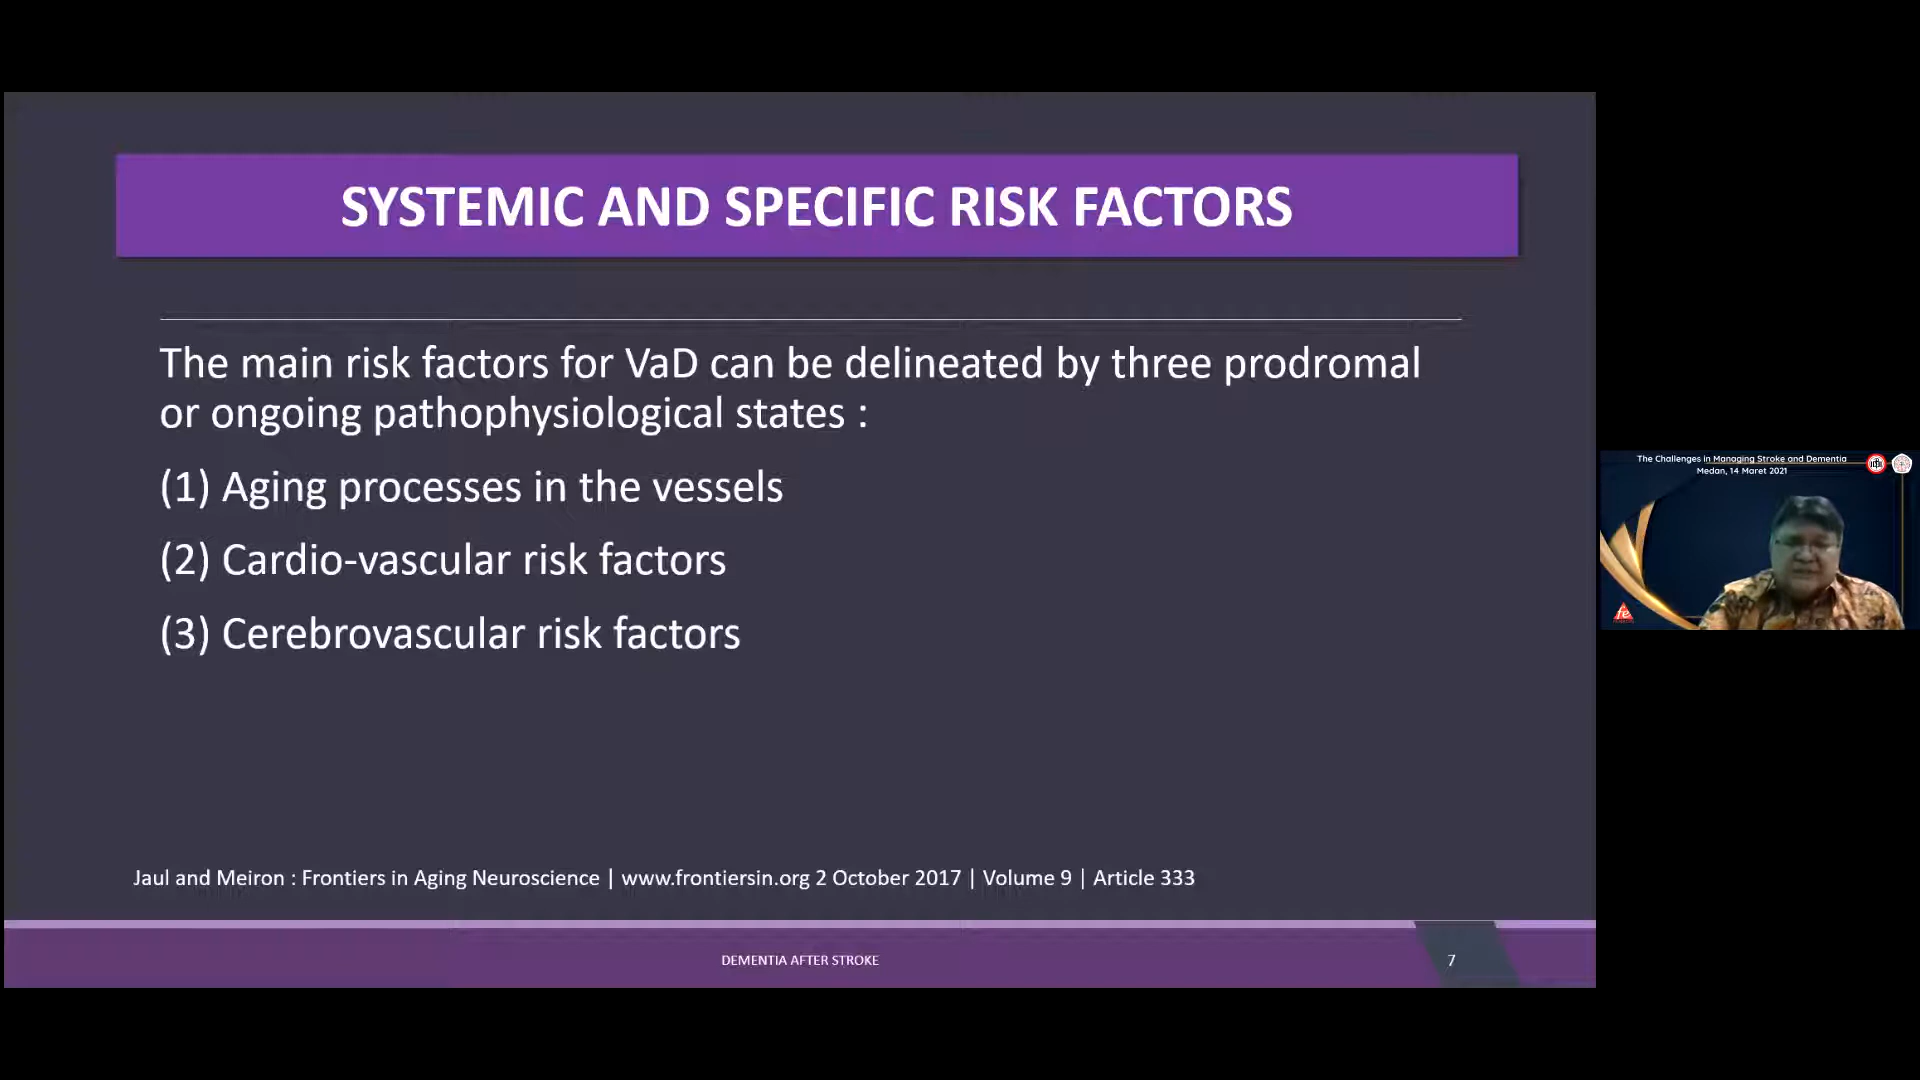 SYSTEMIC AND SPECIFIC RISK FACTORS
The main risk factors for VaD can be delineated by three prodromal
or ongoing pathophysiological states :
(1) Aging processes in the vessels
(2) Cardio-vascular risk factors
(3) Cerebrovascular risk factors
Jaul and Meiron : Frontiers in Aging Neuroscience | www.frontiersin.org 2 October 2017 | Volume 9 | Article 333
DEMENTIA AFTER STROKE
7
The Challenges in Managing Stroke and Dementia
Medan, 14 Maret 2021